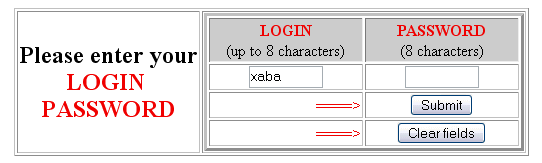 Please enter your
LOGIN
PASSWORD
LOGIN PASSWORD
(up to 8 characters) (8 characters)
xaba
===> Submit
===> Clear fields